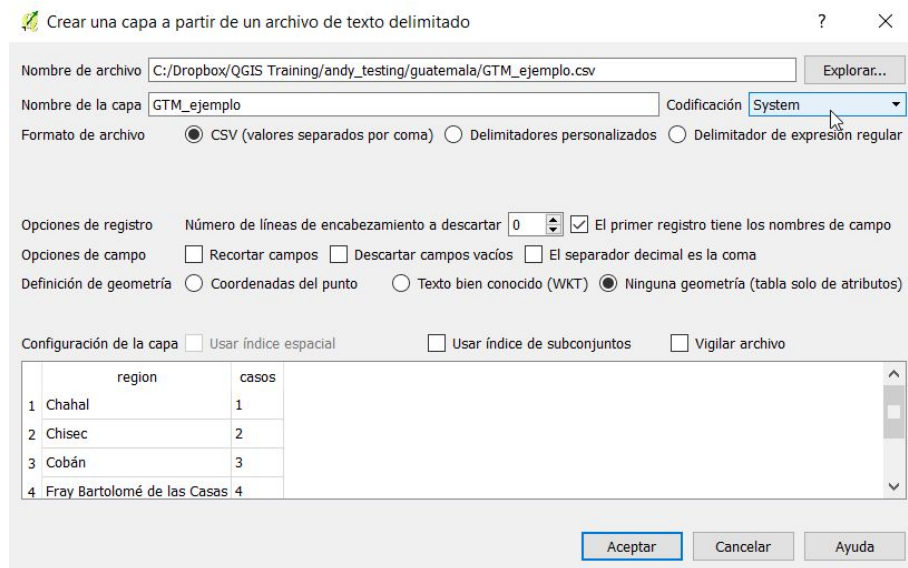 Crear una capa a partir de un archivo de texto delimitado ?
Nombre de archivo C:/Dropbox/QGIS Training/andy_testing/guatemala/GTM_ejemplo.csv Explorar...
Nombre de la capa GTM_ejemplo Codificación System
Formato de archivo CSV (valores separados por coma) Delimitadores personalizados Delimitador de expresión regular
Opciones de registro Número de líneas de encabezamiento a descartar 0 El primer registro tiene los nombres de campo
Opciones de campo Recortar campos Descartar campos vacíos El separador decimal es la coma
Definición de geometría Coordenadas del punto Texto bien conocido (WKT) Ninguna geometría (tabla solo de atributos)
Configuración de la capa Usar índice espacial Usar índice de subconjuntos Vigilar archivo
region casos
1 Chahal 1
2 Chisec 2
3 Cobán 3
4 Fray Bartolomé de las Casas 4
Aceptar Cancelar Ayuda